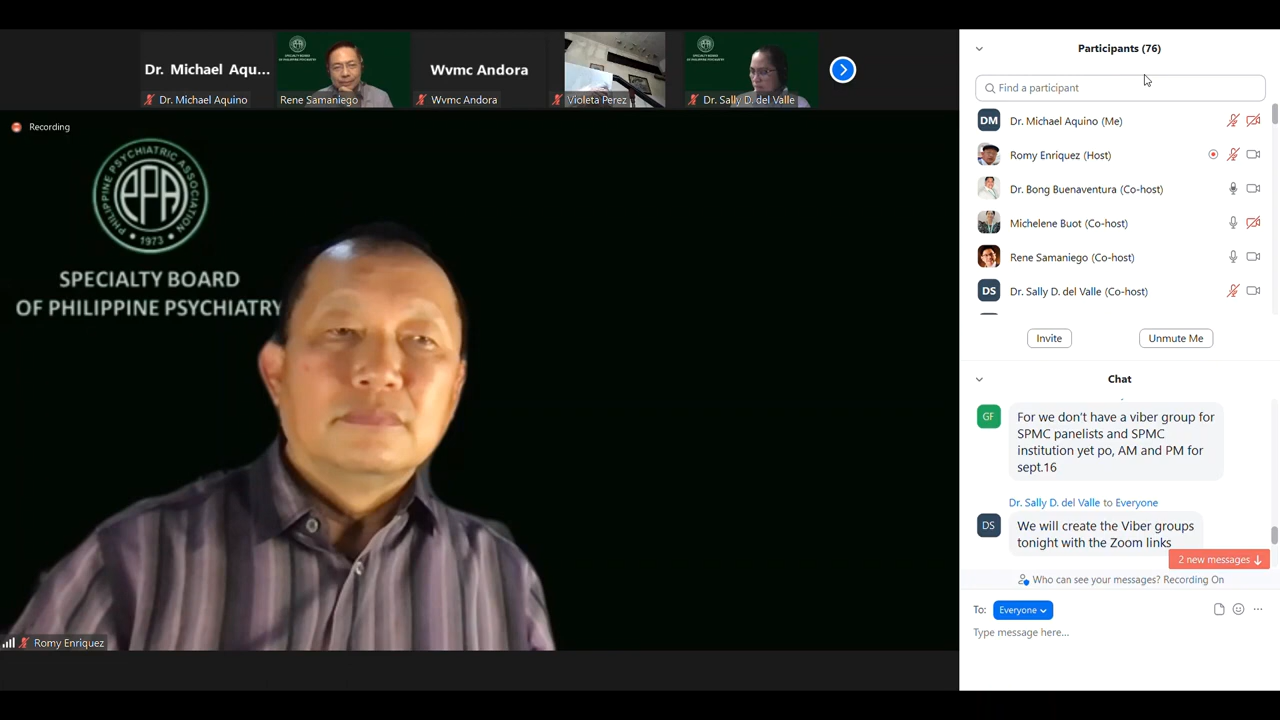 Dr. Michael Aqu...
Wvmc Andora
Dr. Michael Aquino
Rene Samaniego
Wvmc Andora
Violeta Perez
Dr. Sally D. del Valle
Recording
PHILIPPINE PSYCHIATRIC ASSOCIATION
PPA
• 1973 •
SPECIALTY BOARD
OF PHILIPPINE PSYCHIATRY
Romy Enriquez
Participants (76)
Find a participant
DM
Dr. Michael Aquino (Me)
Romy Enriquez (Host)
Dr. Bong Buenaventura (Co-host)
Michelene Buot (Co-host)
Rene Samaniego (Co-host)
DS
Dr. Sally D. del Valle (Co-host)
Invite
Unmute Me
Chat
GF
For we don't have a viber group for
SPMC panelists and SPMC
institution yet po, AM and PM for
sept.16
Dr. Sally D. del Valle to Everyone
DS
We will create the Viber groups
tonight with the Zoom links
2 new messages ↓
Who can see your messages? Recording On
To: Everyone
Type message here...